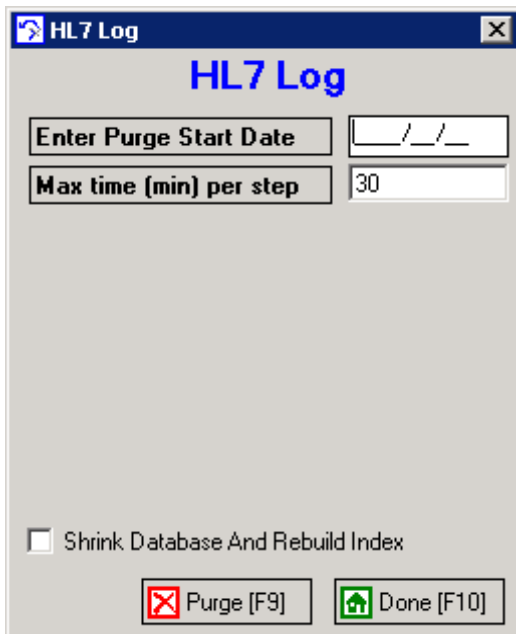 HL7 Log
HL7 Log
Enter Purge Start Date __/__/__
Max time (min) per step 30
Shrink Database And Rebuild Index
Purge [F9] Done [F10]